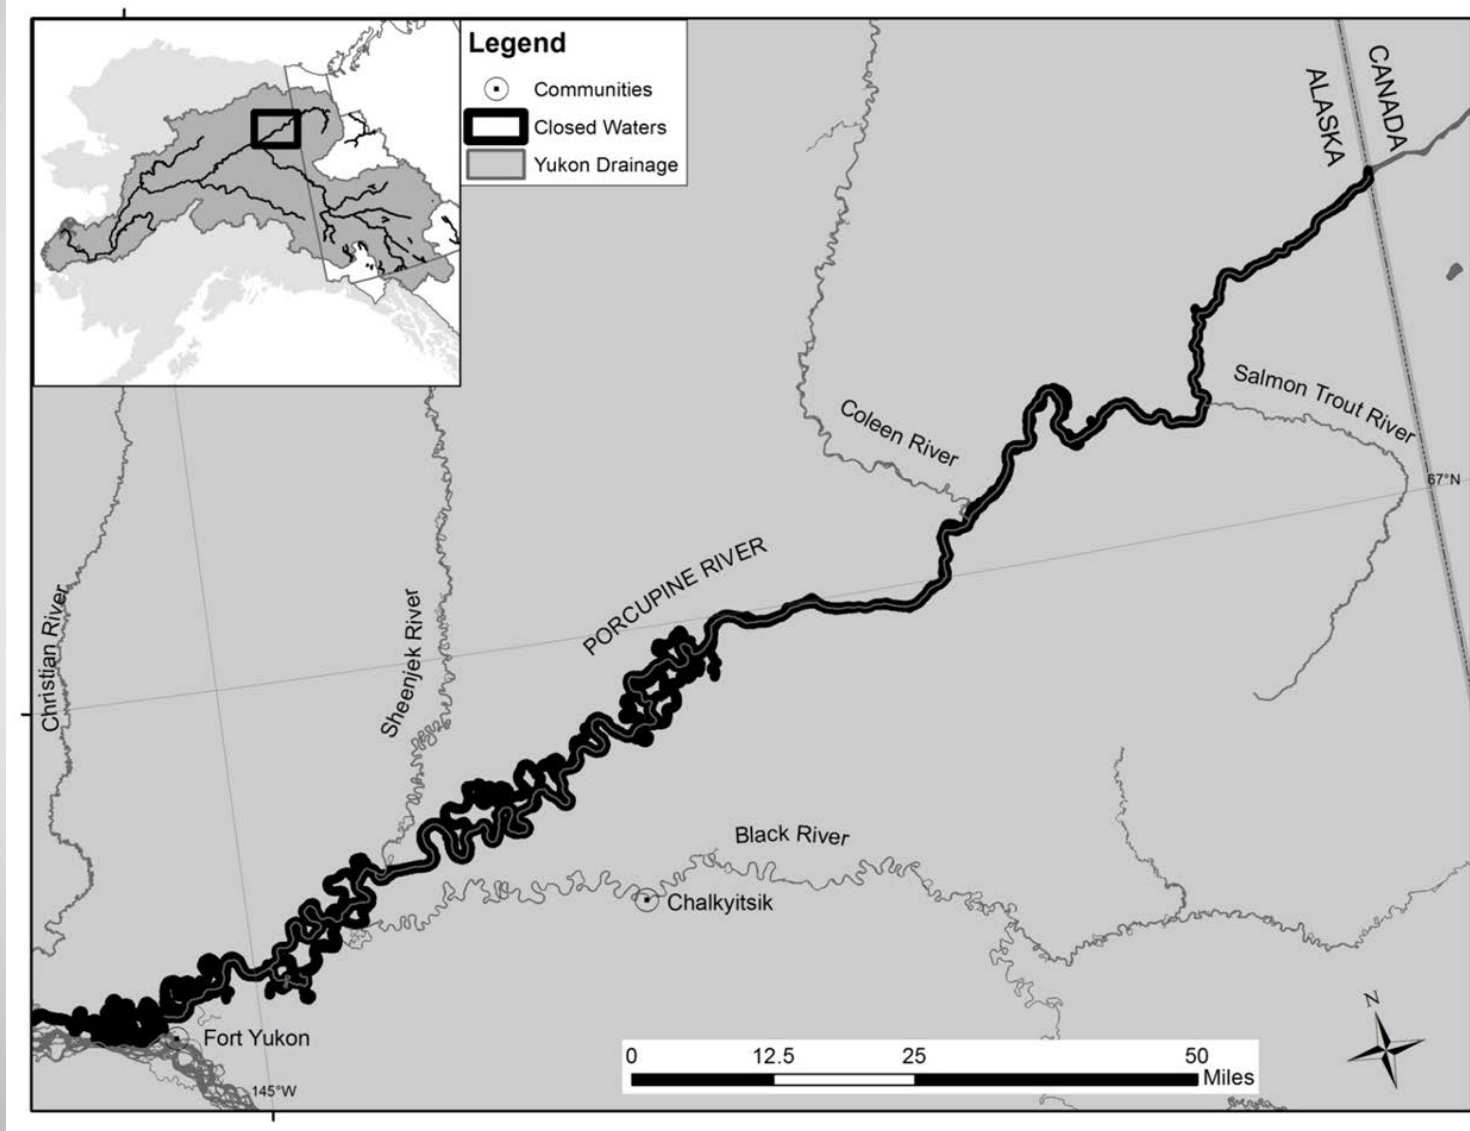 Legend
Communities
Closed Waters
Yukon Drainage
CANADA
ALASKA
Salmon Trout River
Coleen River
67°N
PORCUPINE RIVER
Christian River
Sheenjek River
Black River
Chalkyitsik
Fort Yukon
145°W
N
0 12.5 25 50
Miles